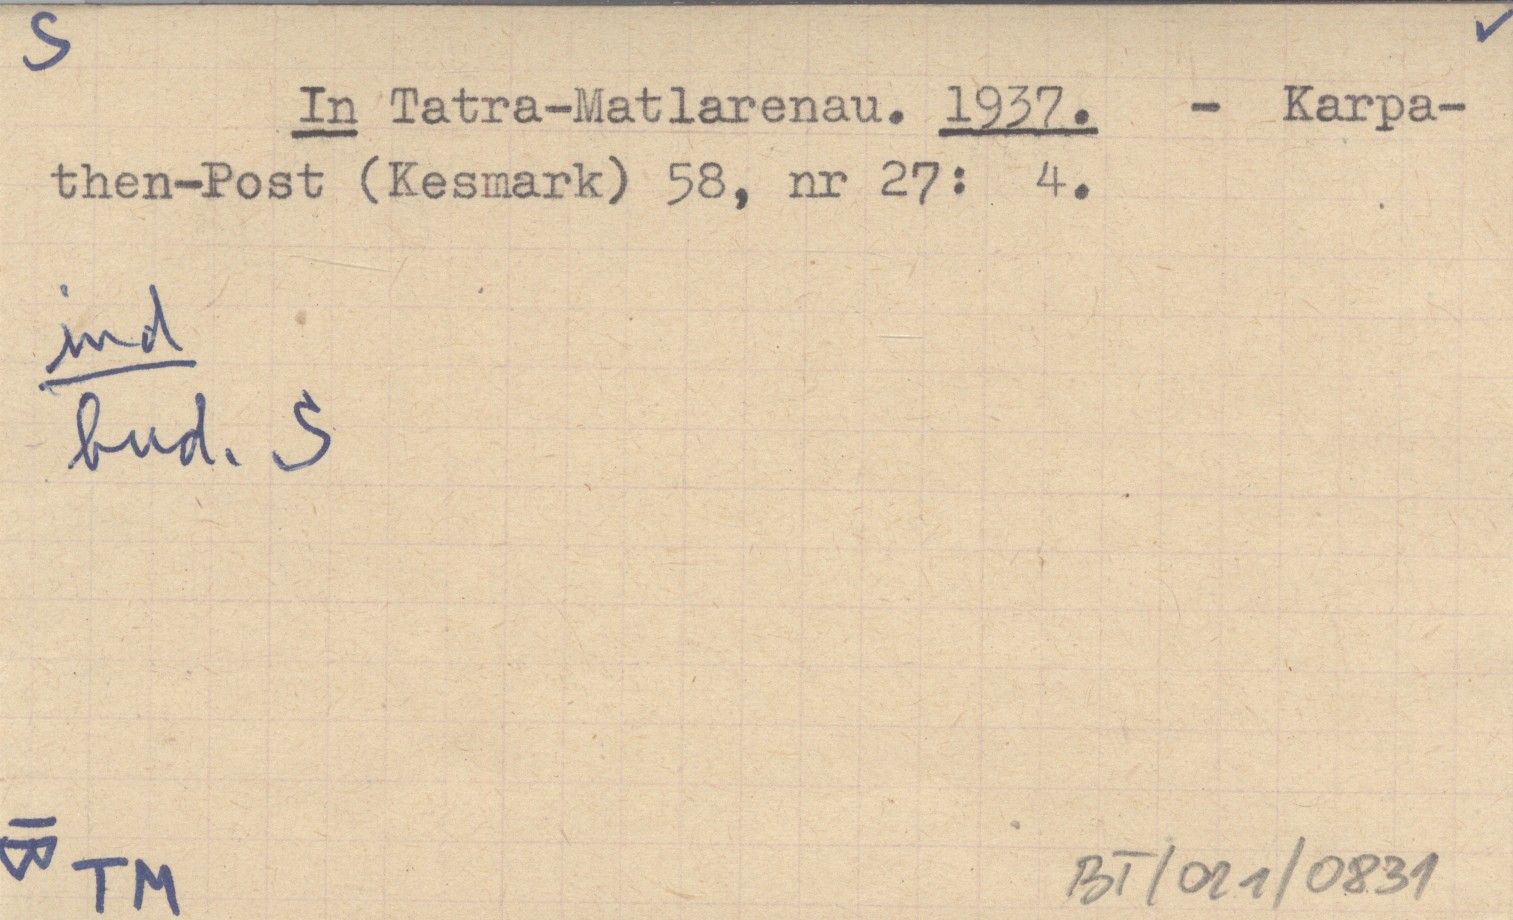 S ✓
In Tatra-Matlarenau. 1937. - Karpa-
then-Post (Kesmark) 58, nr 27: 4.
ind
bud. S
TM
BT/021/0831